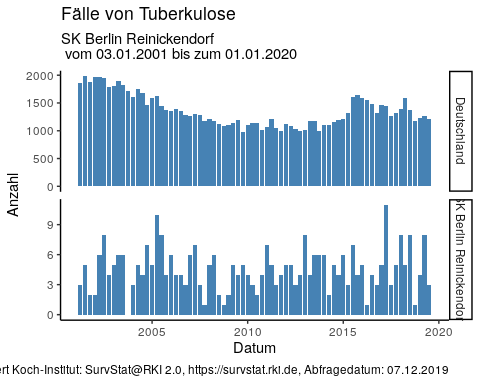 Fälle von Tuberkulose
SK Berlin Reinickendorf
vom 03.01.2001 bis zum 01.01.2020
2000
1500
1000
500
0
Deutschland
Anzahl
9
6
3
0
SK Berlin Reinickendorf
2005
2010
2015
2020
Datum
ert Koch-Institut: SurvStat@RKI 2.0, https://survstat.rki.de, Abfragedatum: 07.12.2019